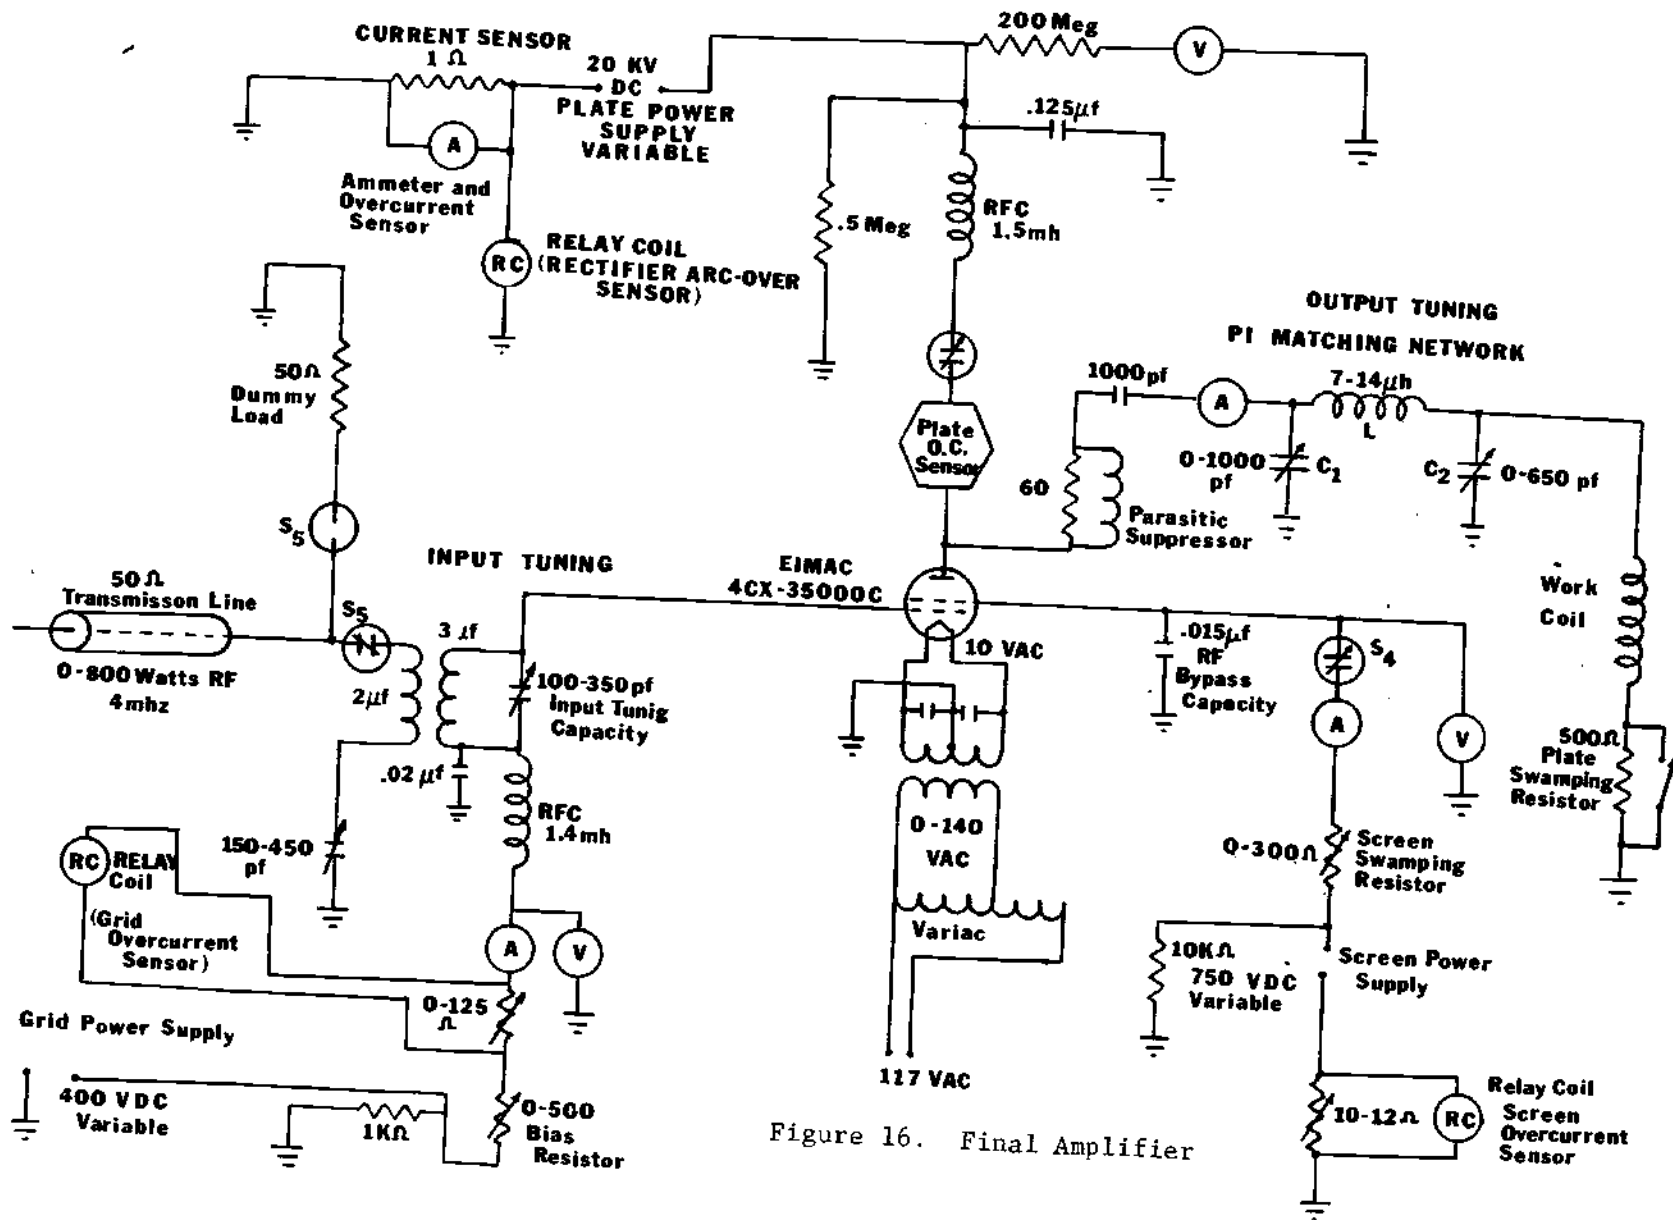 CURRENT SENSOR
1 Ω
A
Ammeter and
Overcurrent
Sensor
20 KV
DC
PLATE POWER
SUPPLY
VARIABLE
RC
RELAY COIL
(RECTIFIER ARC-OVER
SENSOR)
200 Meg
V
.125µf
.5 Meg
RFC
1.5mh
Plate
O.C.
Sensor
OUTPUT TUNING
PI MATCHING NETWORK
1000pf
A
7-14µh
L
0-1000
pf
C1
C2
0-650 pf
60
Parasitic
Suppressor
Work
Coil
500Ω
Plate
Swamping
Resistor
50Ω
Dummy
Load
S5
50Ω
Transmisson Line
0-800 Watts RF
4mhz
S5
INPUT TUNING
3 µf
2µf
100-350pf
Input Tunig
Capacity
.02 µf
RFC
1.4mh
150-450
pf
EIMAC
4CX-35000C
10 VAC
0-140
VAC
Variac
117 VAC
.015µf
RF
Bypass
Capacity
S4
A
V
0-300Ω
Screen
Swamping
Resistor
10KΩ
750 VDC
Variable
Screen Power
Supply
10-12Ω
RC
Relay Coil
Screen
Overcurrent
Sensor
RC
RELAY
Coil
(Grid
Overcurrent
Sensor)
A
V
0-125
Ω
Grid Power Supply
400 VDC
Variable
1KΩ
0-500
Bias
Resistor
Figure 16. Final Amplifier